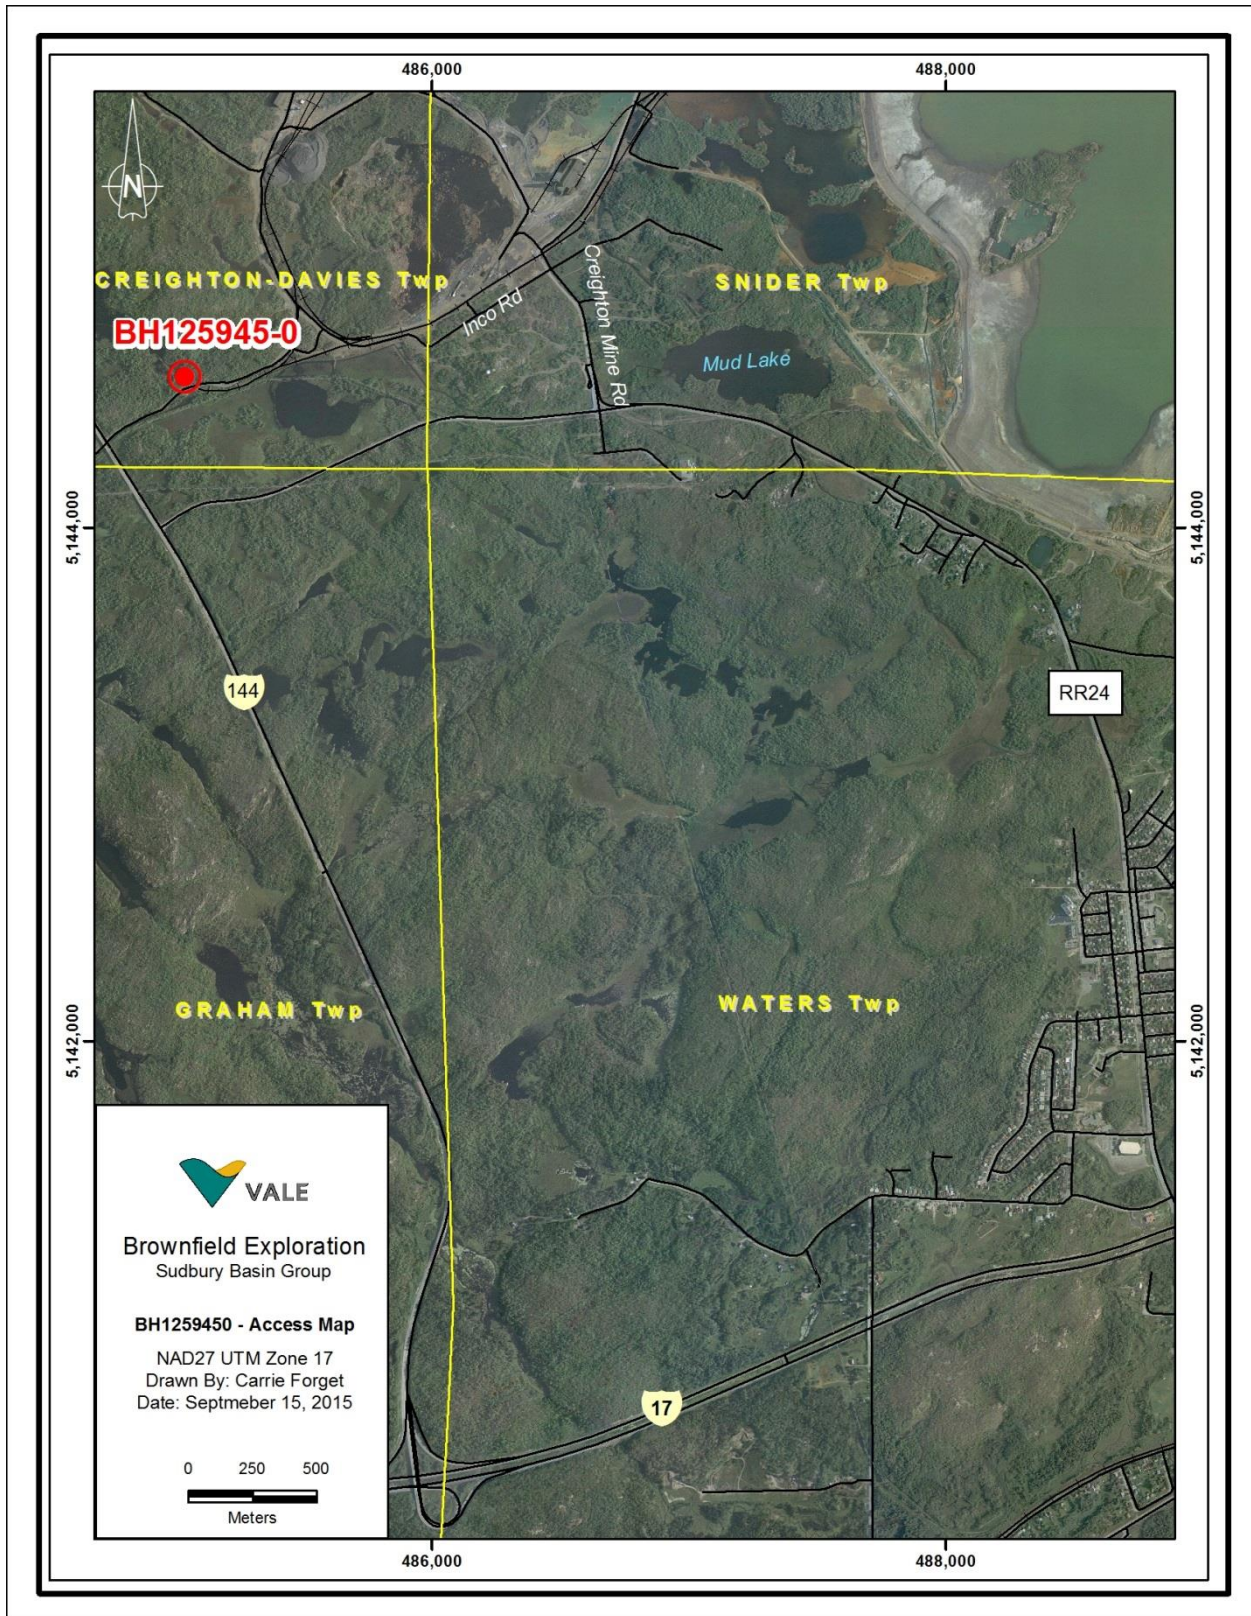 486,000
488,000
N
CREIGHTON-DAVIES Twp
SNIDER Twp
BH125945-0
Inco Rd
Creighton Mine Rd
Mud Lake
5,144,000
5,144,000
144
RR24
GRAHAM Twp
WATERS Twp
5,142,000
5,142,000
VALE
Brownfield Exploration
Sudbury Basin Group
BH1259450 - Access Map
NAD27 UTM Zone 17
Drawn By: Carrie Forget
Date: Septmeber 15, 2015
0 250 500
Meters
17
486,000
488,000